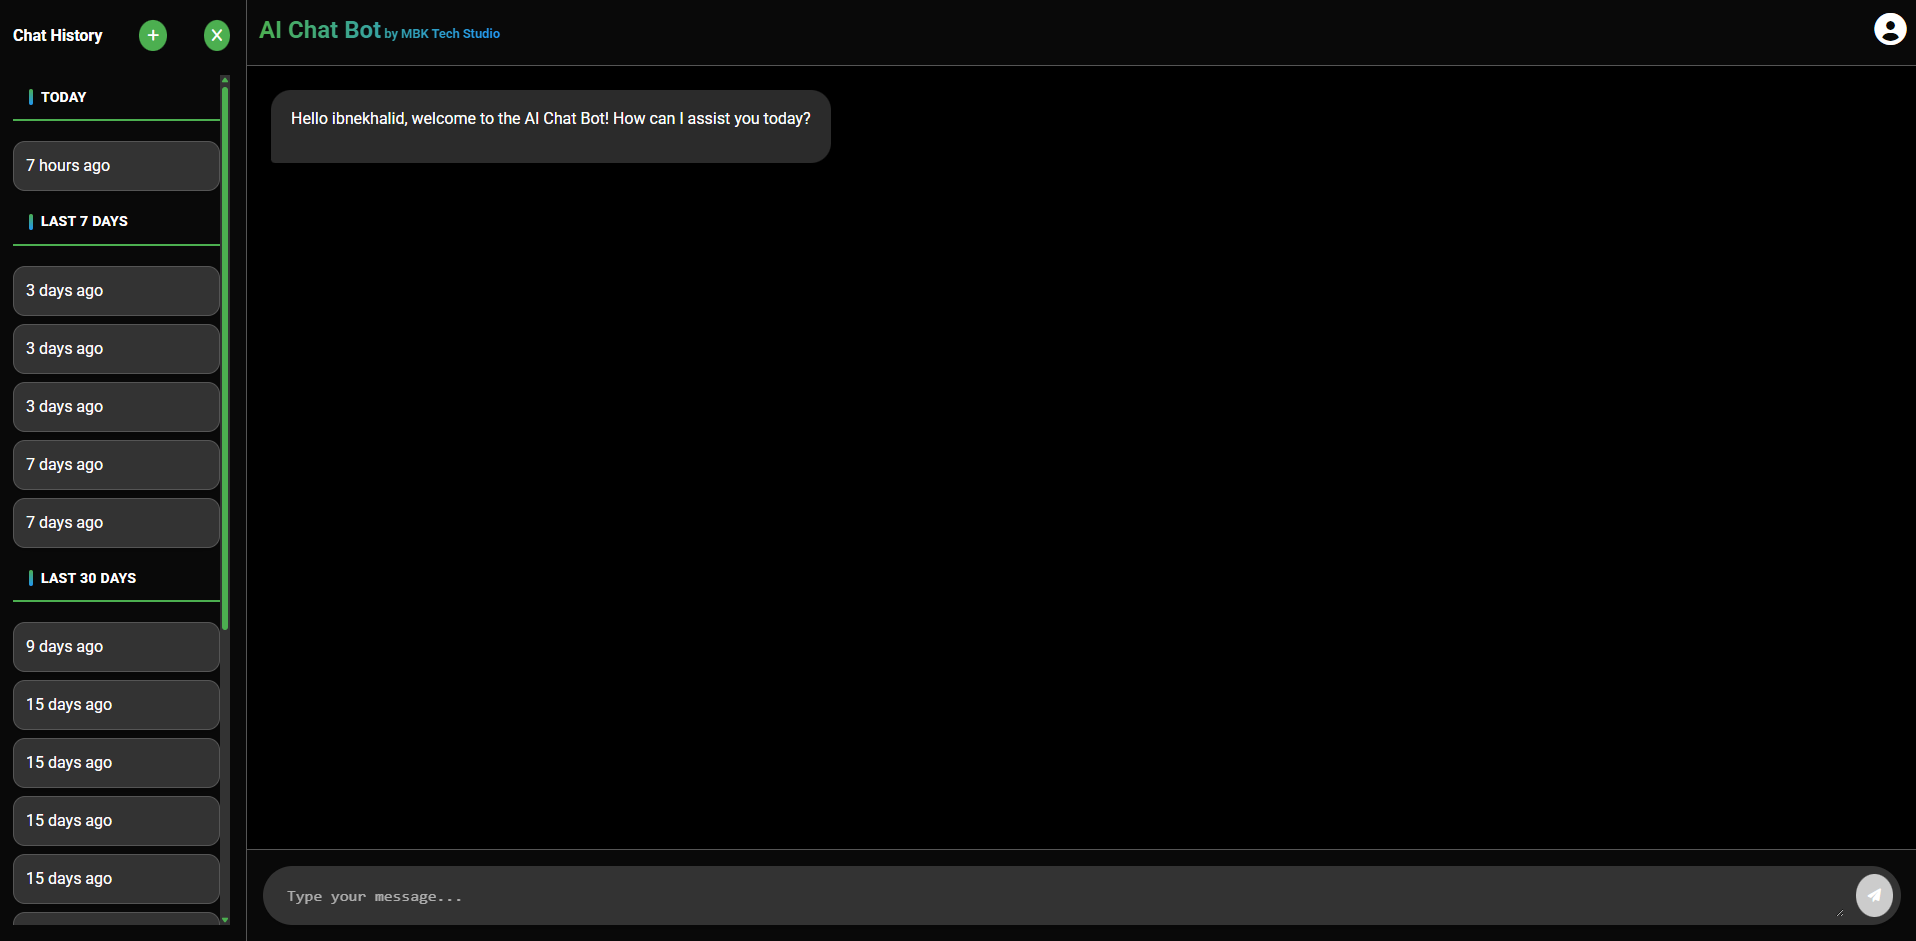 Chat History
+
X
TODAY
7 hours ago
LAST 7 DAYS
3 days ago
3 days ago
3 days ago
7 days ago
7 days ago
LAST 30 DAYS
9 days ago
15 days ago
15 days ago
15 days ago
15 days ago
AI Chat Bot by MBK Tech Studio
Hello ibnekhalid, welcome to the AI Chat Bot! How can I assist you today?
Type your message...